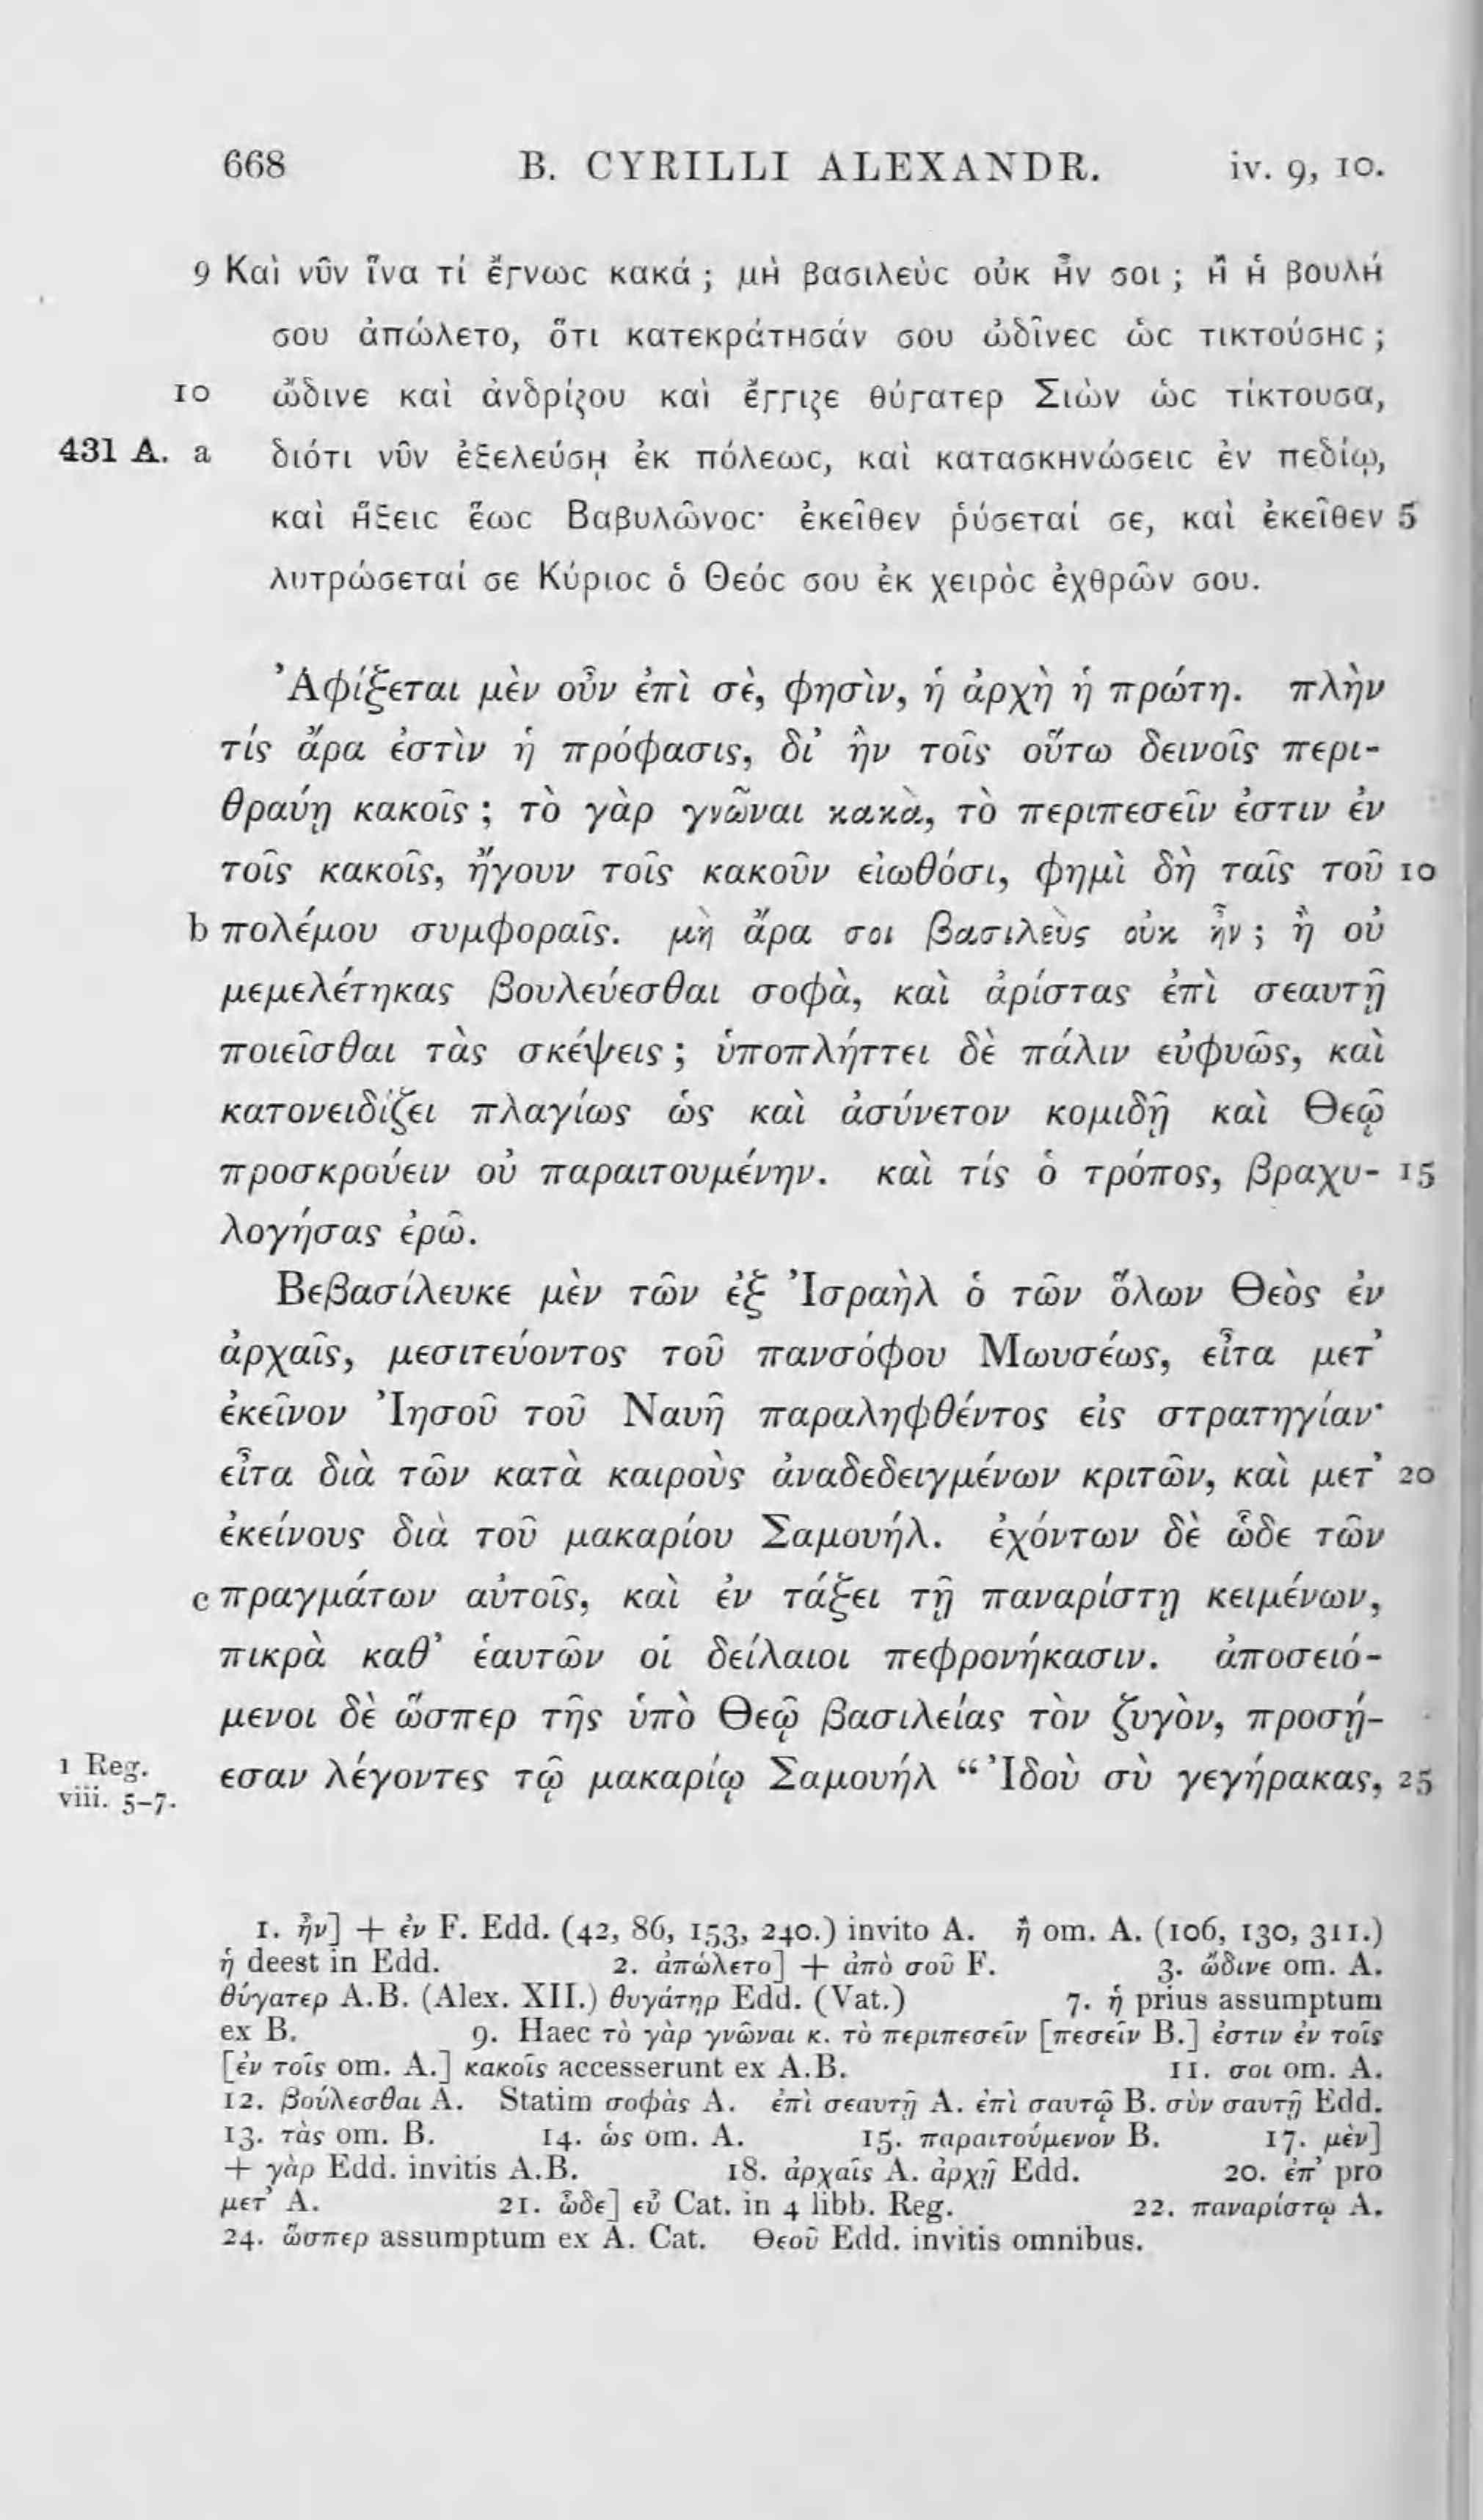 668 B. CYRILLI ALEXANDR. iv. 9, 10.
9 Καὶ νῦν ἵνα τί ἔγνως κακά ; μὴ βασιλεὺς οὐκ ἦν σοι ; ἢ ἡ βουλή
σου ἀπώλετο, ὅτι κατεκράτησάν σου ὠδῖνες ὡς τικτούσης ;
10 ὤδινε καὶ ἀνδρίζου καὶ ἔγγιζε θύγατερ Σιὼν ὡς τίκτουσα,
431 A. a διότι νῦν ἐξελεύσῃ ἐκ πόλεως, καὶ κατασκηνώσεις ἐν πεδίῳ,
καὶ ἥξεις ἕως Βαβυλῶνος· ἐκεῖθεν ῥύσεταί σε, καὶ ἐκεῖθεν 5
λυτρώσεταί σε Κύριος ὁ Θεός σου ἐκ χειρὸς ἐχθρῶν σου.
Ἀφίξεται μὲν οὖν ἐπὶ σὲ, φησὶν, ἡ ἀρχὴ ἡ πρώτη. πλὴν
τίς ἄρα ἐστὶν ἡ πρόφασις, δι’ ἣν τοῖς οὕτω δεινοῖς περι-
θραύῃ κακοῖς ; τὸ γὰρ γνῶναι κακὰ, τὸ περιπεσεῖν ἐστιν ἐν
τοῖς κακοῖς, ἤγουν τοῖς κακοῦν εἰωθόσι, φημὶ δὴ ταῖς τοῦ 10
b πολέμου συμφοραῖς. μὴ ἄρα σοι βασιλεὺς οὐκ ἦν ; ἢ οὐ
μεμελέτηκας βουλεύεσθαι σοφὰ, καὶ ἀρίστας ἐπὶ σεαυτῇ
ποιεῖσθαι τὰς σκέψεις ; ὑποπλήττει δὲ πάλιν εὐφυῶς, καὶ
κατονειδίζει πλαγίως ὡς καὶ ἀσύνετον κομιδῇ καὶ Θεῷ
προσκρούειν οὐ παραιτουμένην. καὶ τίς ὁ τρόπος, βραχυ- 15
λογήσας ἐρῶ.
Βεβασίλευκε μὲν τῶν ἐξ Ἰσραὴλ ὁ τῶν ὅλων Θεὸς ἐν
ἀρχαῖς, μεσιτεύοντος τοῦ πανσόφου Μωυσέως, εἶτα μετ’
ἐκεῖνον Ἰησοῦ τοῦ Ναυῆ παραληφθέντος εἰς στρατηγίαν·
εἶτα διὰ τῶν κατὰ καιροὺς ἀναδεδειγμένων κριτῶν, καὶ μετ’ 20
ἐκείνους διὰ τοῦ μακαρίου Σαμουήλ. ἐχόντων δὲ ὧδε τῶν
c πραγμάτων αὐτοῖς, καὶ ἐν τάξει τῇ παναρίστῃ κειμένων,
πικρὰ καθ’ ἑαυτῶν οἱ δείλαιοι πεφρονήκασιν. ἀποσειό-
μενοι δὲ ὥσπερ τῆς ὑπὸ Θεῷ βασιλείας τὸν ζυγὸν, προσῄ-
1 Reg. viii. 5-7. εσαν λέγοντες τῷ μακαρίῳ Σαμουήλ “Ἰδοὺ σὺ γεγήρακας, 25
1. ἦν] + ἐν F. Edd. (42, 86, 153, 240.) invito A. ἢ om. A. (106, 130, 311.)
ἡ deest in Edd. 2. ἀπώλετο] + ἀπὸ σοῦ F. 3. ὤδινε om. A.
θύγατερ A.B. (Alex. XII.) θυγάτηρ Edd. (Vat.) 7. ἡ prius assumptum
ex B. 9. Haec τὸ γὰρ γνῶναι κ. τὸ περιπεσεῖν [πεσεῖν B.] ἐστιν ἐν τοῖς
[ἐν τοῖς om. A.] κακοῖς accesserunt ex A.B. 11. σοι om. A.
12. βούλεσθαι A. Statim σοφὰς A. ἐπὶ σεαυτῇ A. ἐπὶ σαυτῷ B. σὺν σαυτῇ Edd.
13. τὰς om. B. 14. ὡς om. A. 15. παραιτούμενον B. 17. μὲν]
+ γὰρ Edd. invitis A.B. 18. ἀρχαῖς A. ἀρχῇ Edd. 20. ἐπ’ pro
μετ’ A. 21. ὧδε] εὖ Cat. in 4 libb. Reg. 22. παναρίστῳ A.
24. ὥσπερ assumptum ex A. Cat. Θεοῦ Edd. invitis omnibus.